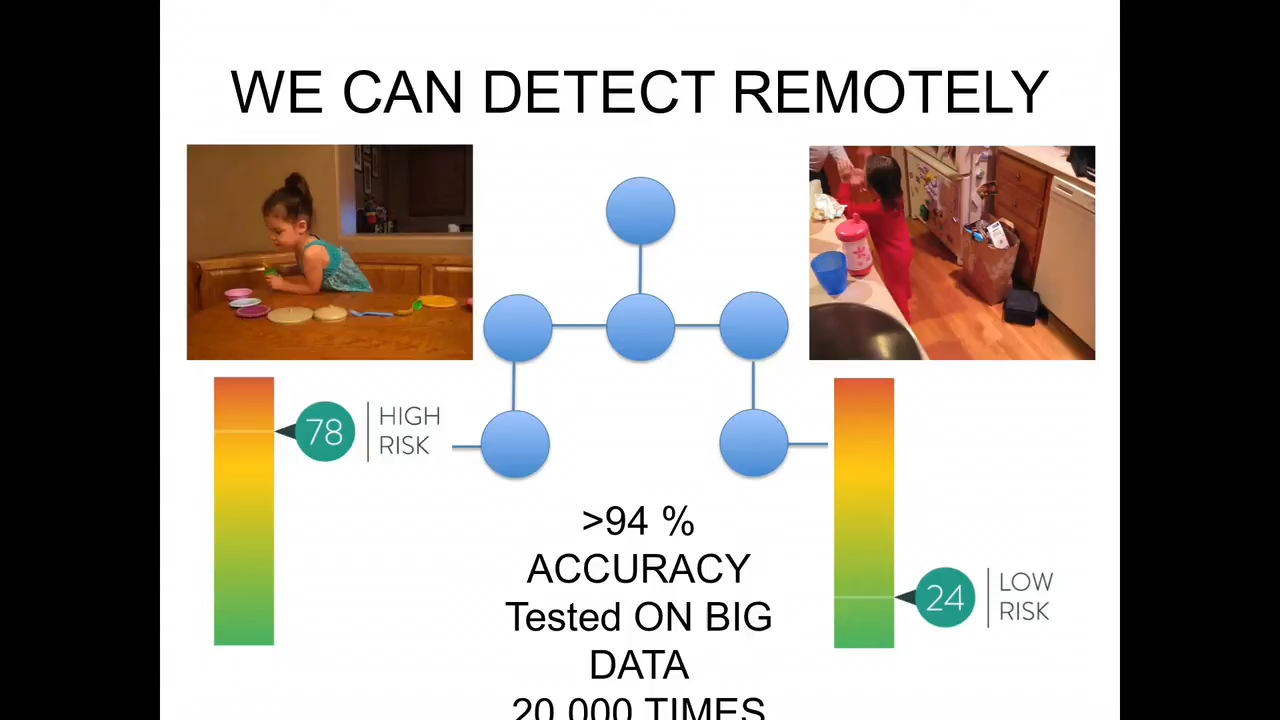 WE CAN DETECT REMOTELY
78
HIGH
RISK
>94 %
ACCURACY
Tested ON BIG
DATA
20,000 TIMES
24
LOW
RISK